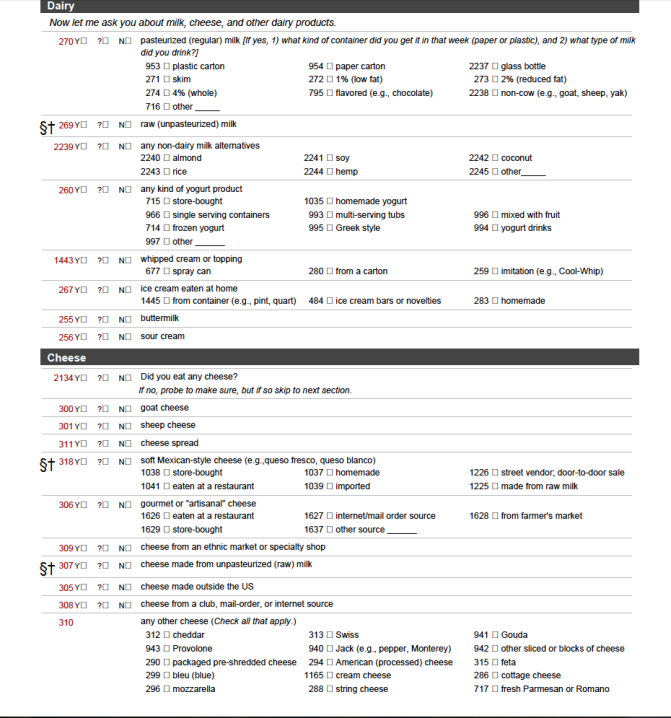 Dairy
Now let me ask you about milk, cheese, and other dairy products.
270 Y☐ ?☐ N☐ pasteurized (regular) milk [If yes, 1) what kind of container did you get it in that week (paper or plastic), and 2) what type of milk
did you drink?]
953 ☐ plastic carton 954 ☐ paper carton 2237 ☐ glass bottle
271 ☐ skim 272 ☐ 1% (low fat) 273 ☐ 2% (reduced fat)
274 ☐ 4% (whole) 795 ☐ flavored (e.g., chocolate) 2238 ☐ non-cow (e.g., goat, sheep, yak)
716 ☐ other _____
§† 269 Y☐ ?☐ N☐ raw (unpasteurized) milk
2239 Y☐ ?☐ N☐ any non-dairy milk alternatives
2240 ☐ almond 2241 ☐ soy 2242 ☐ coconut
2243 ☐ rice 2244 ☐ hemp 2245 ☐ other_____
260 Y☐ ?☐ N☐ any kind of yogurt product
715 ☐ store-bought 1035 ☐ homemade yogurt
966 ☐ single serving containers 993 ☐ multi-serving tubs 996 ☐ mixed with fruit
714 ☐ frozen yogurt 995 ☐ Greek style 994 ☐ yogurt drinks
997 ☐ other ______
1443 Y☐ ?☐ N☐ whipped cream or topping
677 ☐ spray can 280 ☐ from a carton 259 ☐ imitation (e.g., Cool-Whip)
267 Y☐ ?☐ N☐ ice cream eaten at home
1445 ☐ from container (e.g., pint, quart) 484 ☐ ice cream bars or novelties 283 ☐ homemade
255 Y☐ ?☐ N☐ buttermilk
256 Y☐ ?☐ N☐ sour cream
Cheese
2134 Y☐ ?☐ N☐ Did you eat any cheese?
If no, probe to make sure, but if so skip to next section.
300 Y☐ ?☐ N☐ goat cheese
301 Y☐ ?☐ N☐ sheep cheese
311 Y☐ ?☐ N☐ cheese spread
§† 318 Y☐ ?☐ N☐ soft Mexican-style cheese (e.g.,queso fresco, queso blanco)
1038 ☐ store-bought 1037 ☐ homemade 1226 ☐ street vendor; door-to-door sale
1041 ☐ eaten at a restaurant 1039 ☐ imported 1225 ☐ made from raw milk
306 Y☐ ?☐ N☐ gourmet or "artisanal" cheese
1626 ☐ eaten at a restaurant 1627 ☐ internet/mail order source 1628 ☐ from farmer's market
1629 ☐ store-bought 1637 ☐ other source ______
309 Y☐ ?☐ N☐ cheese from an ethnic market or specialty shop
§† 307 Y☐ ?☐ N☐ cheese made from unpasteurized (raw) milk
305 Y☐ ?☐ N☐ cheese made outside the US
308 Y☐ ?☐ N☐ cheese from a club, mail-order, or internet source
310 any other cheese (Check all that apply.)
312 ☐ cheddar 313 ☐ Swiss 941 ☐ Gouda
943 ☐ Provolone 940 ☐ Jack (e.g., pepper, Monterey) 942 ☐ other sliced or blocks of cheese
290 ☐ packaged pre-shredded cheese 294 ☐ American (processed) cheese 315 ☐ feta
299 ☐ bleu (blue) 1165 ☐ cream cheese 286 ☐ cottage cheese
296 ☐ mozzarella 288 ☐ string cheese 717 ☐ fresh Parmesan or Romano